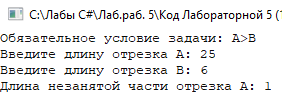 C:\Лабы C#\Лаб.раб. 5\Код Лабораторной 5 (
Обязательное условие задачи: A>B
Введите длину отрезка A: 25
Введите длину отрезка B: 6
Длина незанятой части отрезка A: 1